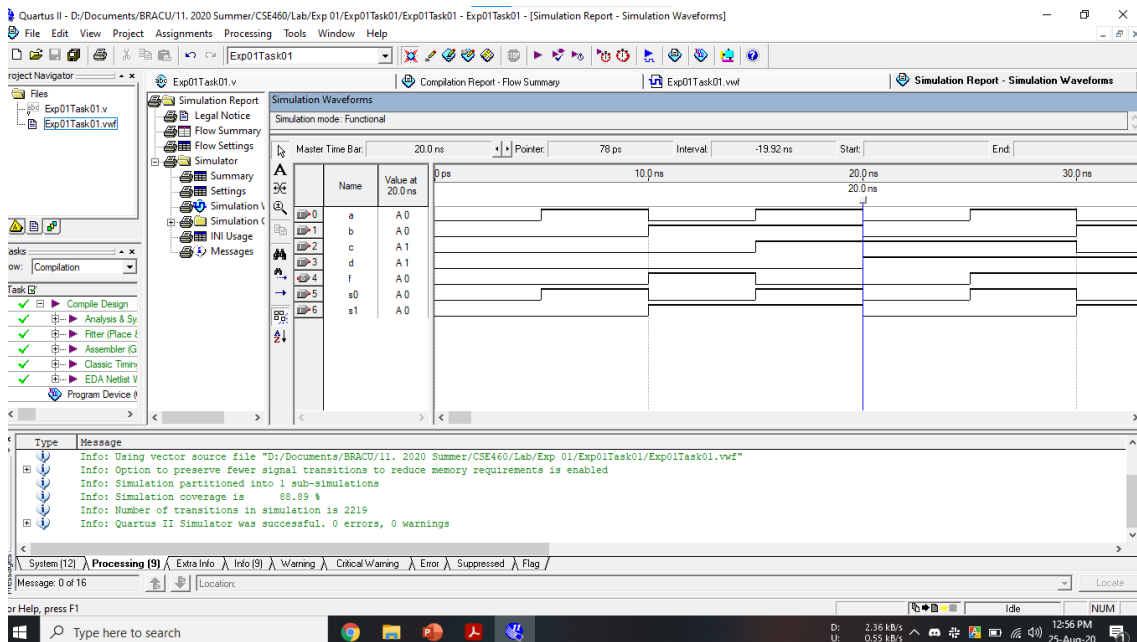 Quartus II - D:/Documents/BRACU/11. 2020 Summer/CSE460/Lab/Exp 01/Exp01Task01/Exp01Task01 - Exp01Task01 - [Simulation Report - Simulation Waveforms]
File Edit View Project Assignments Processing Tools Window Help
Exp01Task01
Project Navigator
Files
Exp01Task01.v
Exp01Task01.vwf
Exp01Task01.v
Compilation Report - Flow Summary
Exp01Task01.vwf
Simulation Report - Simulation Waveforms
Simulation Report
Legal Notice
Flow Summary
Flow Settings
Simulator
Summary
Settings
Simulation
Simulation
INI Usage
Messages
Simulation Waveforms
Simulation mode: Functional
Master Time Bar: 20.0 ns Pointer: 78 ps Interval: -19.92 ns Start: End:
Name Value at 20.0 ns
0 ps 10.0 ns 20.0 ns 30.0 ns
20.0 ns
0 a A 0
1 b A 0
2 c A 1
3 d A 1
4 f A 0
5 s0 A 0
6 s1 A 0
asks
ow: Compilation
Task
Compile Design
Analysis & Sy
Fitter (Place &
Assembler (G
Classic Timin
EDA Netlist W
Program Device (
Type Message
Info: Using vector source file "D:/Documents/BRACU/11. 2020 Summer/CSE460/Lab/Exp 01/Exp01Task01/Exp01Task01.vwf"
Info: Option to preserve fewer signal transitions to reduce memory requirements is enabled
Info: Simulation partitioned into 1 sub-simulations
Info: Simulation coverage is 88.89 %
Info: Number of transitions in simulation is 2219
Info: Quartus II Simulator was successful. 0 errors, 0 warnings
System (12) Processing (9) Extra Info Info (9) Warning Critical Warning Error Suppressed Flag
Message: 0 of 16 Location: Locate
or Help, press F1 Idle NUM
Type here to search
D: 2.36 kB/s
U: 0.55 kB/s
12:56 PM
25-Aug-20